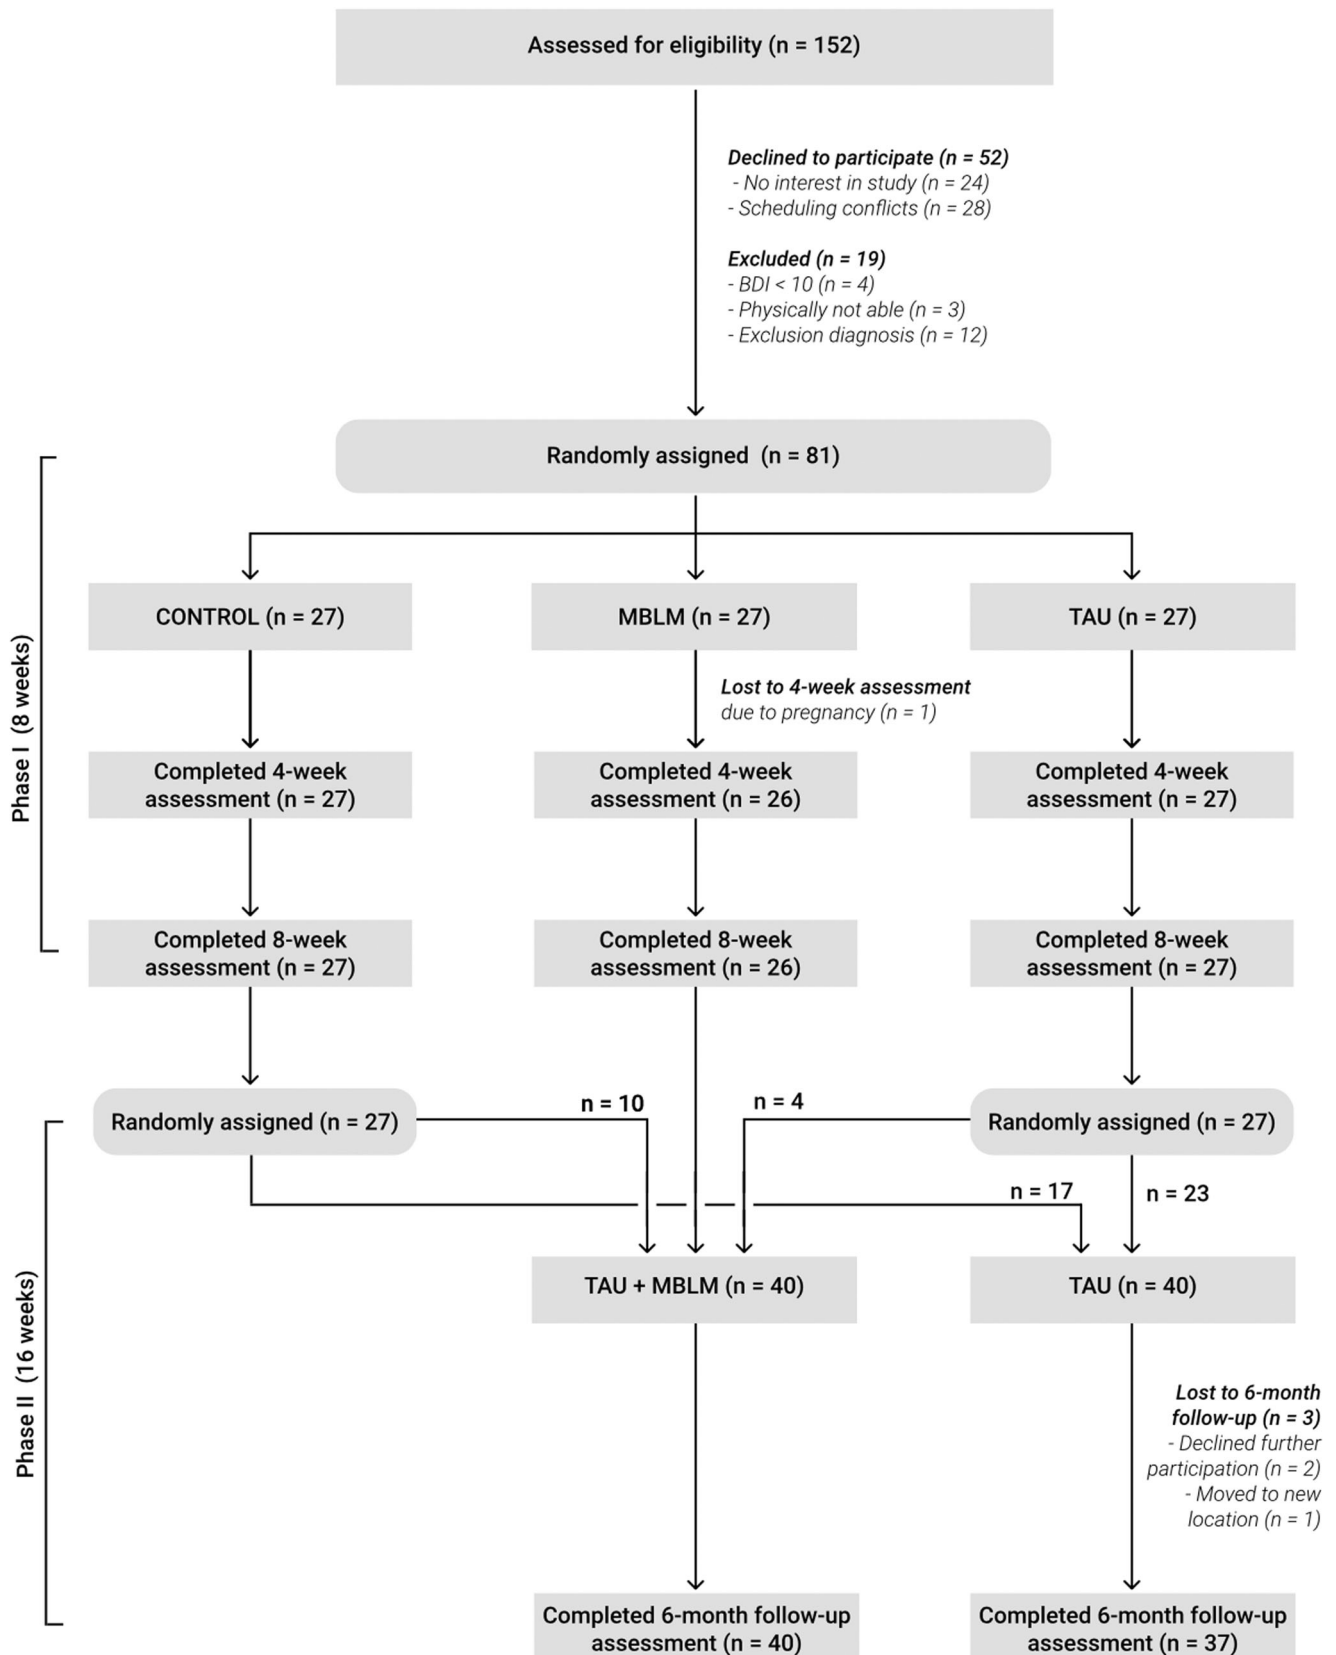 Assessed for eligibility (n = 152)
Declined to participate (n = 52)
- No interest in study (n = 24)
- Scheduling conflicts (n = 28)
Excluded (n = 19)
- BDI < 10 (n = 4)
- Physically not able (n = 3)
- Exclusion diagnosis (n = 12)
Randomly assigned (n = 81)
Phase I (8 weeks)
CONTROL (n = 27)
MBLM (n = 27)
TAU (n = 27)
Lost to 4-week assessment
due to pregnancy (n = 1)
Completed 4-week
assessment (n = 27)
Completed 4-week
assessment (n = 26)
Completed 4-week
assessment (n = 27)
Completed 8-week
assessment (n = 27)
Completed 8-week
assessment (n = 26)
Completed 8-week
assessment (n = 27)
Phase II (16 weeks)
Randomly assigned (n = 27)
n = 10
n = 4
Randomly assigned (n = 27)
n = 17
n = 23
TAU + MBLM (n = 40)
TAU (n = 40)
Lost to 6-month
follow-up (n = 3)
- Declined further
participation (n = 2)
- Moved to new
location (n = 1)
Completed 6-month follow-up
assessment (n = 40)
Completed 6-month follow-up
assessment (n = 37)